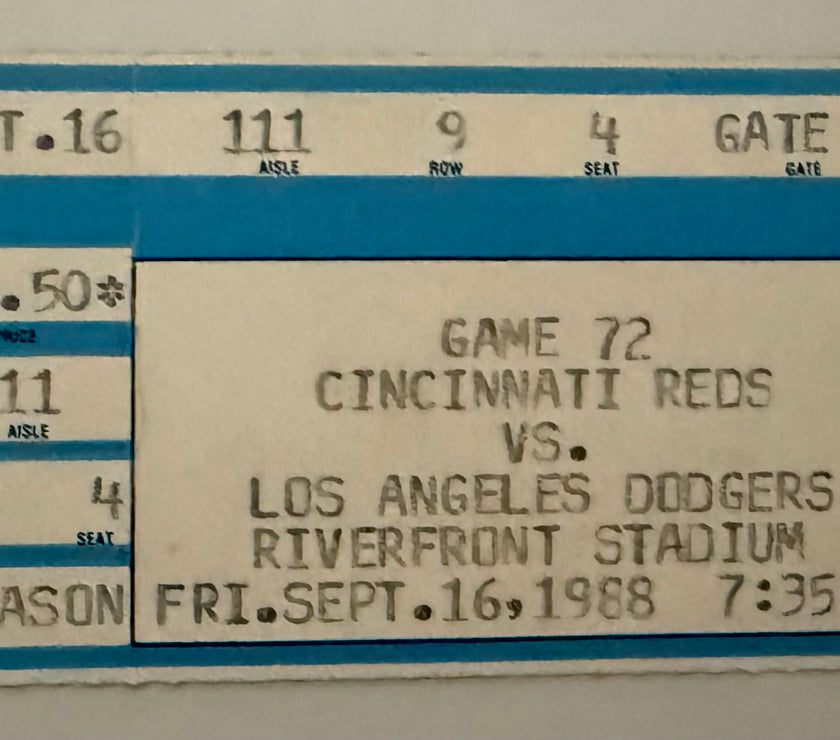 T.16 111 9 4 GATE
AISLE ROW SEAT GATE
.50*
PRICE
11
AISLE
4
SEAT
ASON
GAME 72
CINCINNATI REDS
VS.
LOS ANGELES DODGERS
RIVERFRONT STADIUM
FRI.SEPT.16,1988 7:35